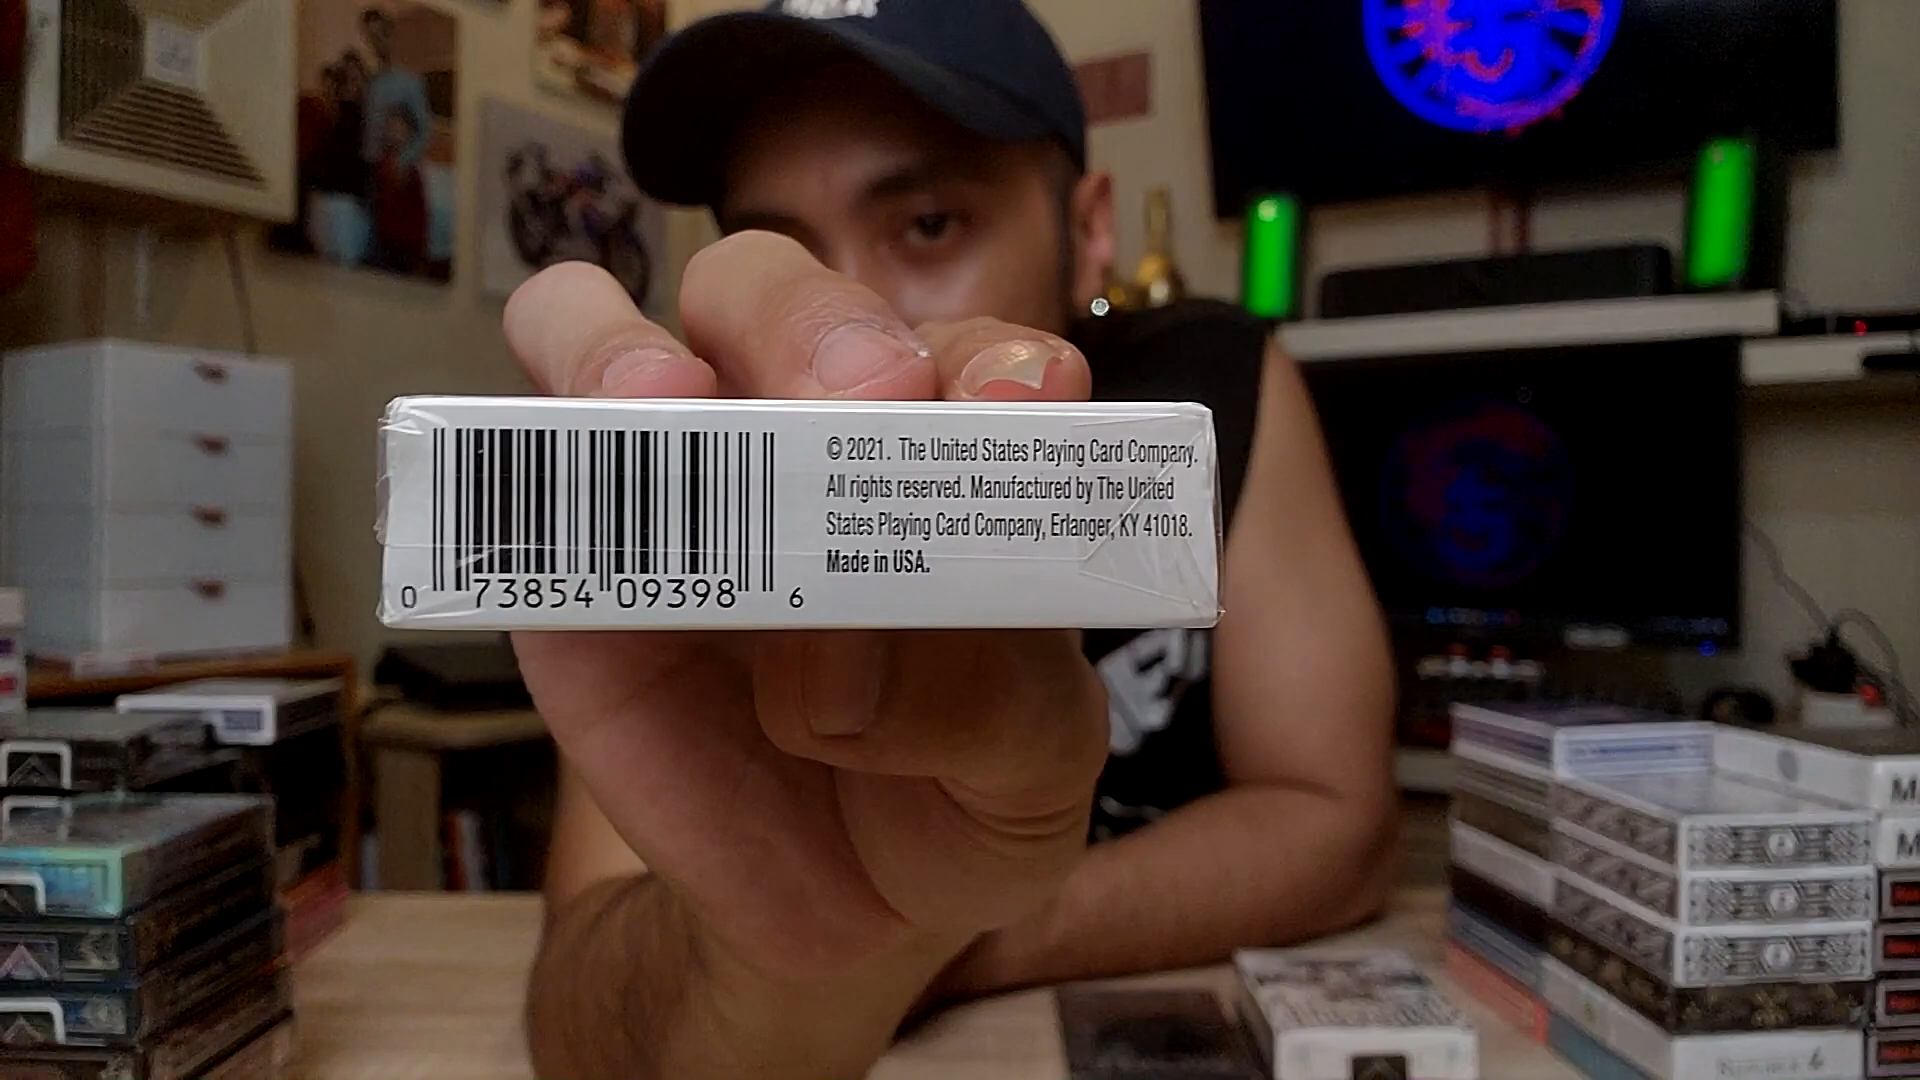 © 2021. The United States Playing Card Company.
All rights reserved. Manufactured by The United
States Playing Card Company, Erlanger, KY 41018.
Made in USA.
0 73854 09398 6